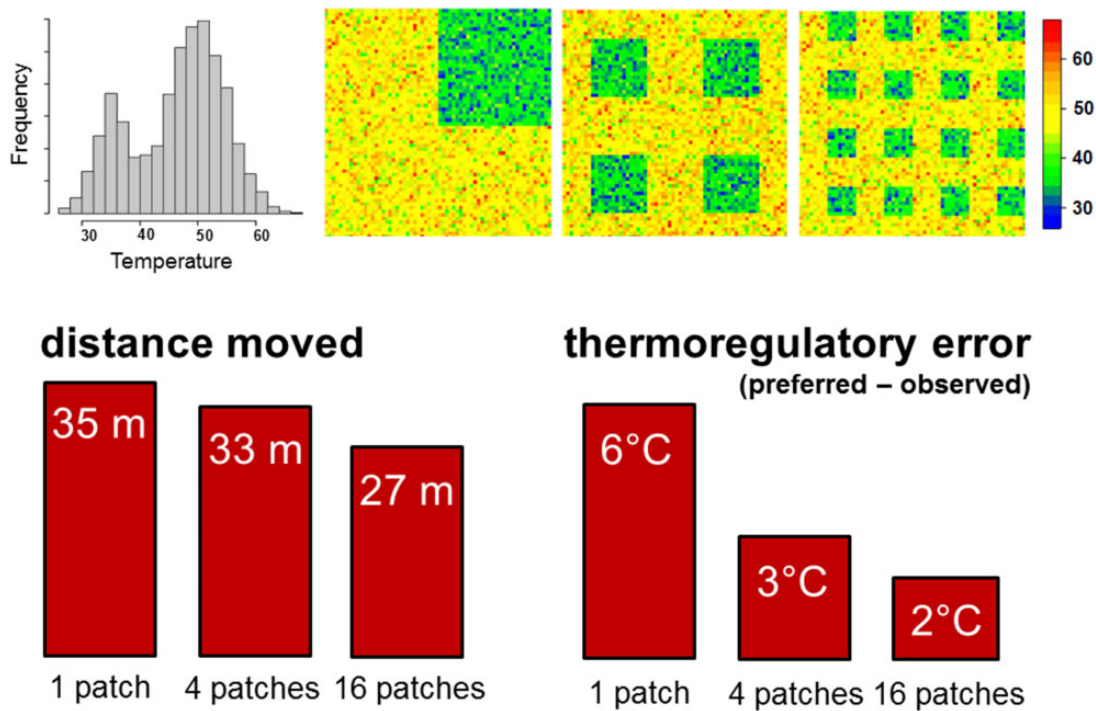 Frequency
30 40 50 60
Temperature
60
50
40
30
distance moved
35 m
33 m
27 m
1 patch 4 patches 16 patches
thermoregulatory error
(preferred – observed)
6°C
3°C
2°C
1 patch 4 patches 16 patches